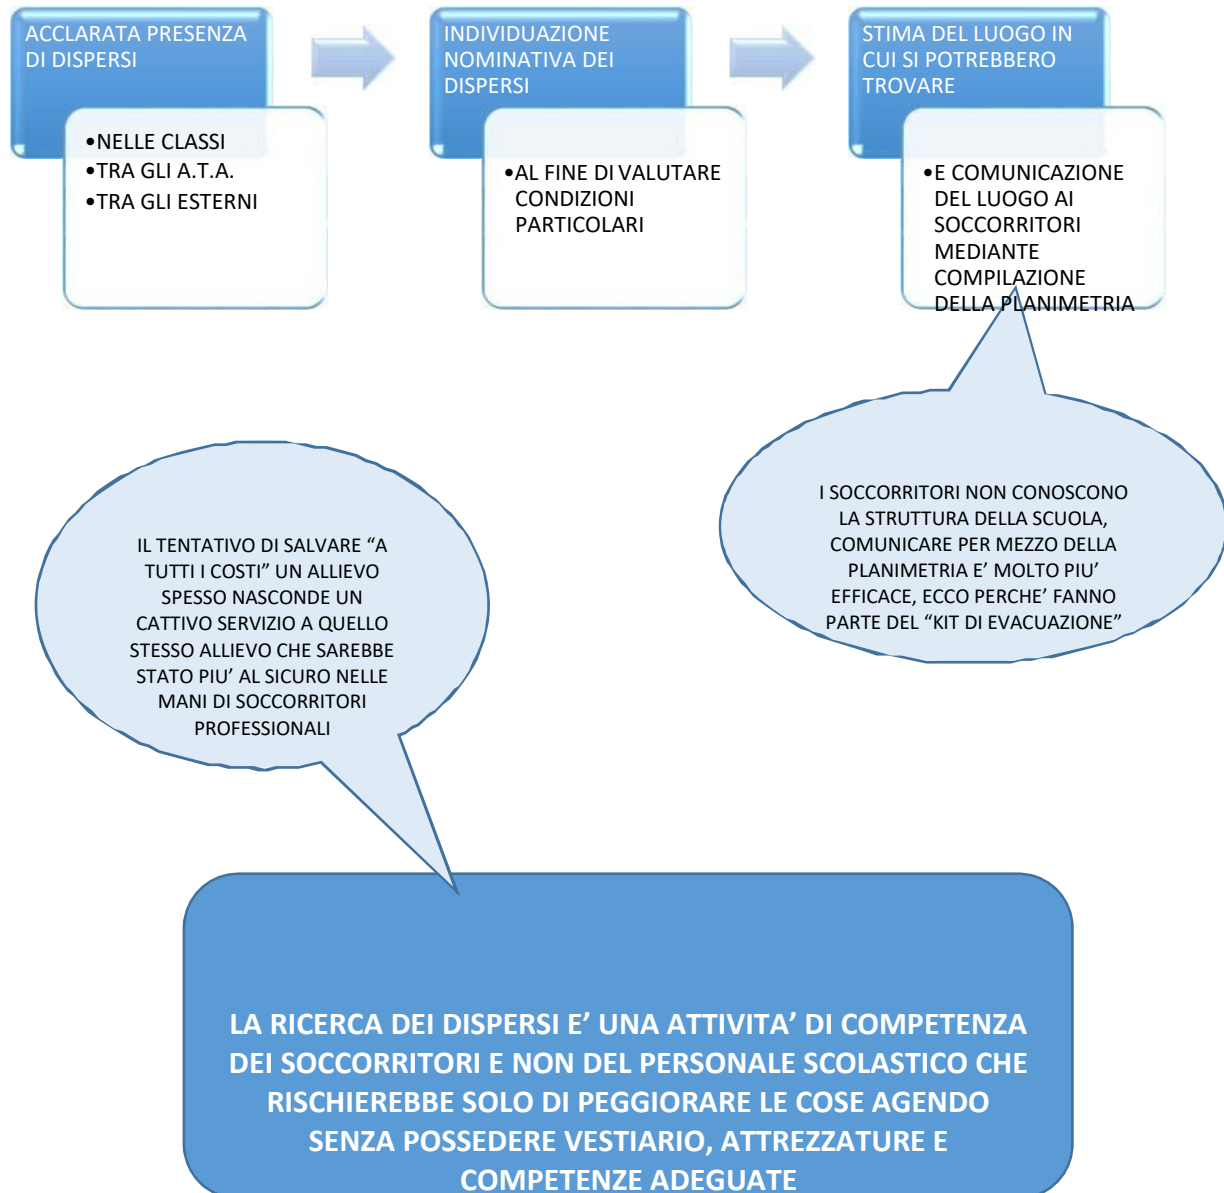 ACCLARATA PRESENZA
DI DISPERSI
•NELLE CLASSI
•TRA GLI A.T.A.
•TRA GLI ESTERNI
INDIVIDUAZIONE
NOMINATIVA DEI
DISPERSI
•AL FINE DI VALUTARE
CONDIZIONI
PARTICOLARI
STIMA DEL LUOGO IN
CUI SI POTREBBERO
TROVARE
•E COMUNICAZIONE
DEL LUOGO AI
SOCCORRITORI
MEDIANTE
COMPILAZIONE
DELLA PLANIMETRIA
I SOCCORRITORI NON CONOSCONO
LA STRUTTURA DELLA SCUOLA,
COMUNICARE PER MEZZO DELLA
PLANIMETRIA E’ MOLTO PIU’
EFFICACE, ECCO PERCHE’ FANNO
PARTE DEL “KIT DI EVACUAZIONE”
IL TENTATIVO DI SALVARE “A
TUTTI I COSTI” UN ALLIEVO
SPESSO NASCONDE UN
CATTIVO SERVIZIO A QUELLO
STESSO ALLIEVO CHE SAREBBE
STATO PIU’ AL SICURO NELLE
MANI DI SOCCORRITORI
PROFESSIONALI
LA RICERCA DEI DISPERSI E’ UNA ATTIVITA’ DI COMPETENZA
DEI SOCCORRITORI E NON DEL PERSONALE SCOLASTICO CHE
RISCHIEREBBE SOLO DI PEGGIORARE LE COSE AGENDO
SENZA POSSEDERE VESTIARIO, ATTREZZATURE E
COMPETENZE ADEGUATE